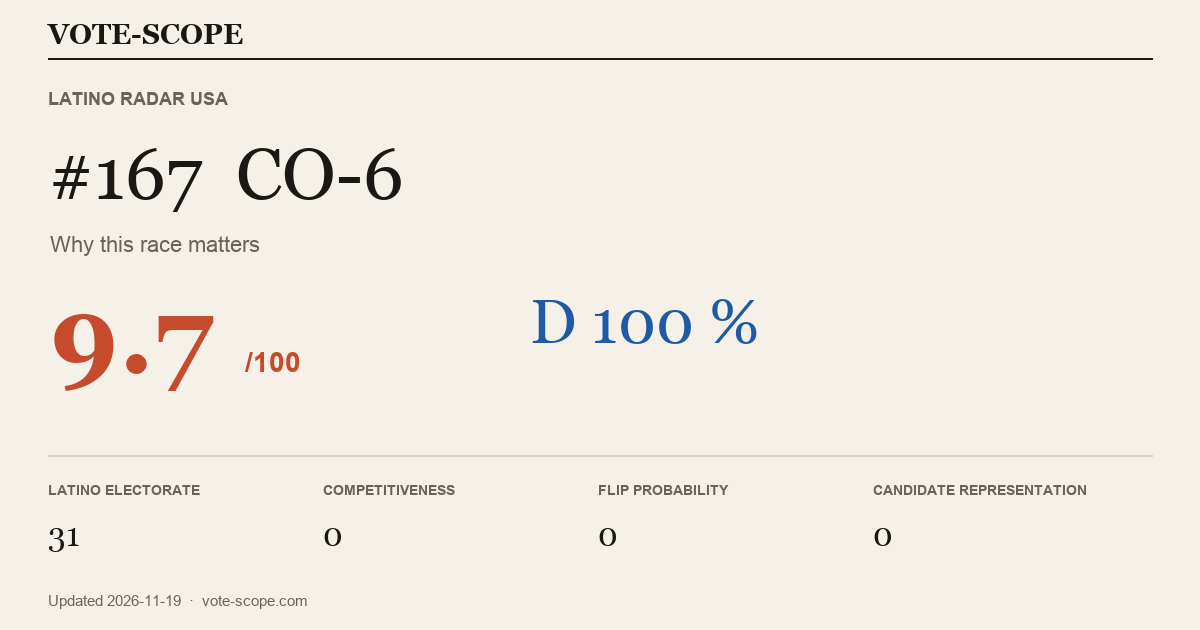 VOTE-SCOPE
LATINO RADAR USA
#167 CO-6
Why this race matters
9.7 /100
D 100 %
LATINO ELECTORATE COMPETITIVENESS FLIP PROBABILITY CANDIDATE REPRESENTATION
31 0 0 0
Updated 2026-11-19 · vote-scope.com